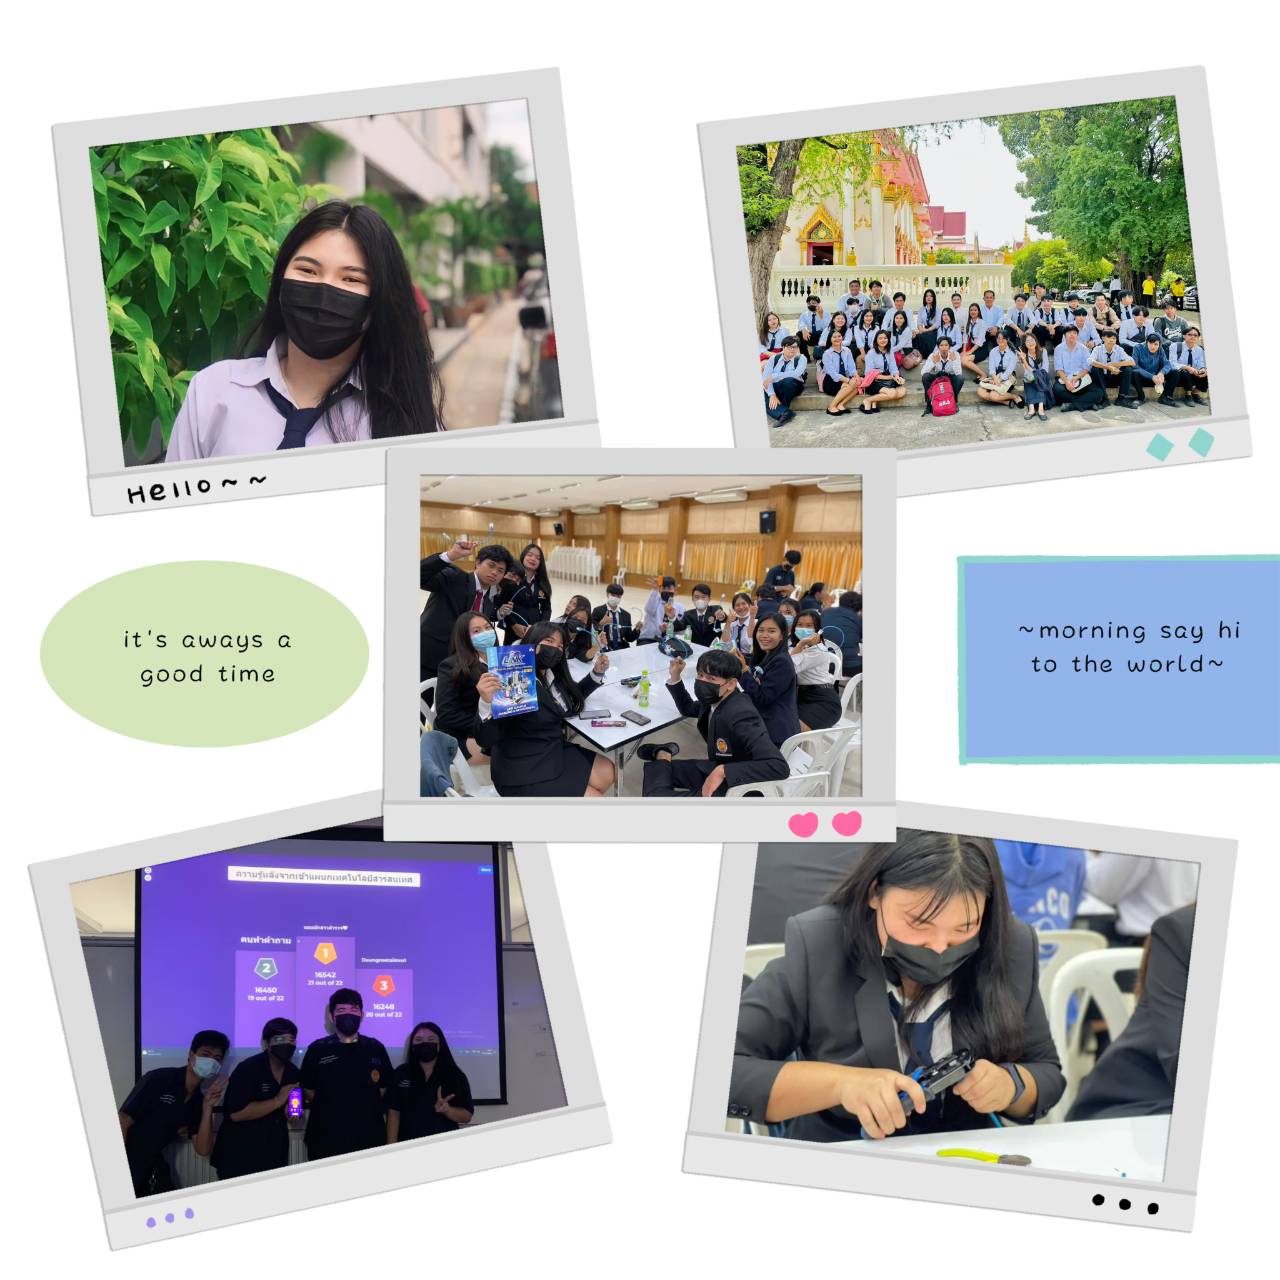 Hello~~
it's aways a
good time
~morning say hi
to the world~
LINK
ความรู้หลังจากเข้าแผนกเทคโนโลยีสารสนเทศ
คนทำคำถาม
2
16450
19 out of 22
1
16542
21 out of 22
3
16248
20 out of 22